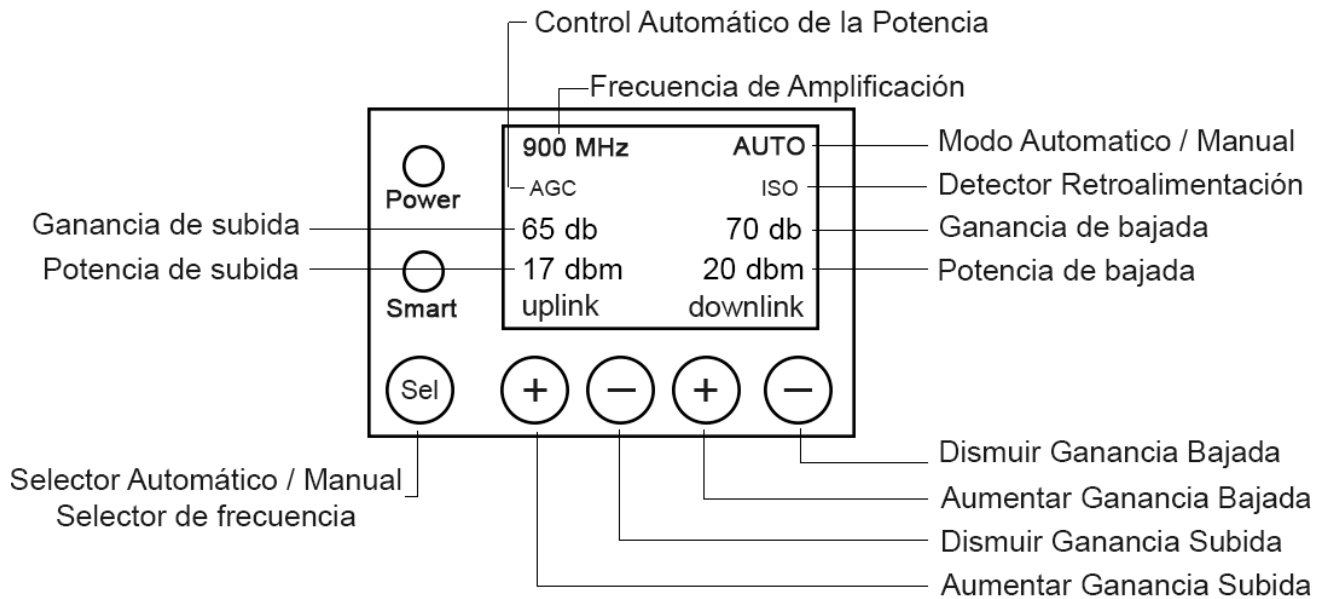 Control Automático de la Potencia
Frecuencia de Amplificación
900 MHz AUTO
Modo Automatico / Manual
Power
AGC ISO
Detector Retroalimentación
Ganancia de subida
65 db 70 db
Ganancia de bajada
Potencia de subida
17 dbm 20 dbm
Potencia de bajada
Smart
uplink downlink
Sel + − + −
Selector Automático / Manual
Selector de frecuencia
Dismuir Ganancia Bajada
Aumentar Ganancia Bajada
Dismuir Ganancia Subida
Aumentar Ganancia Subida